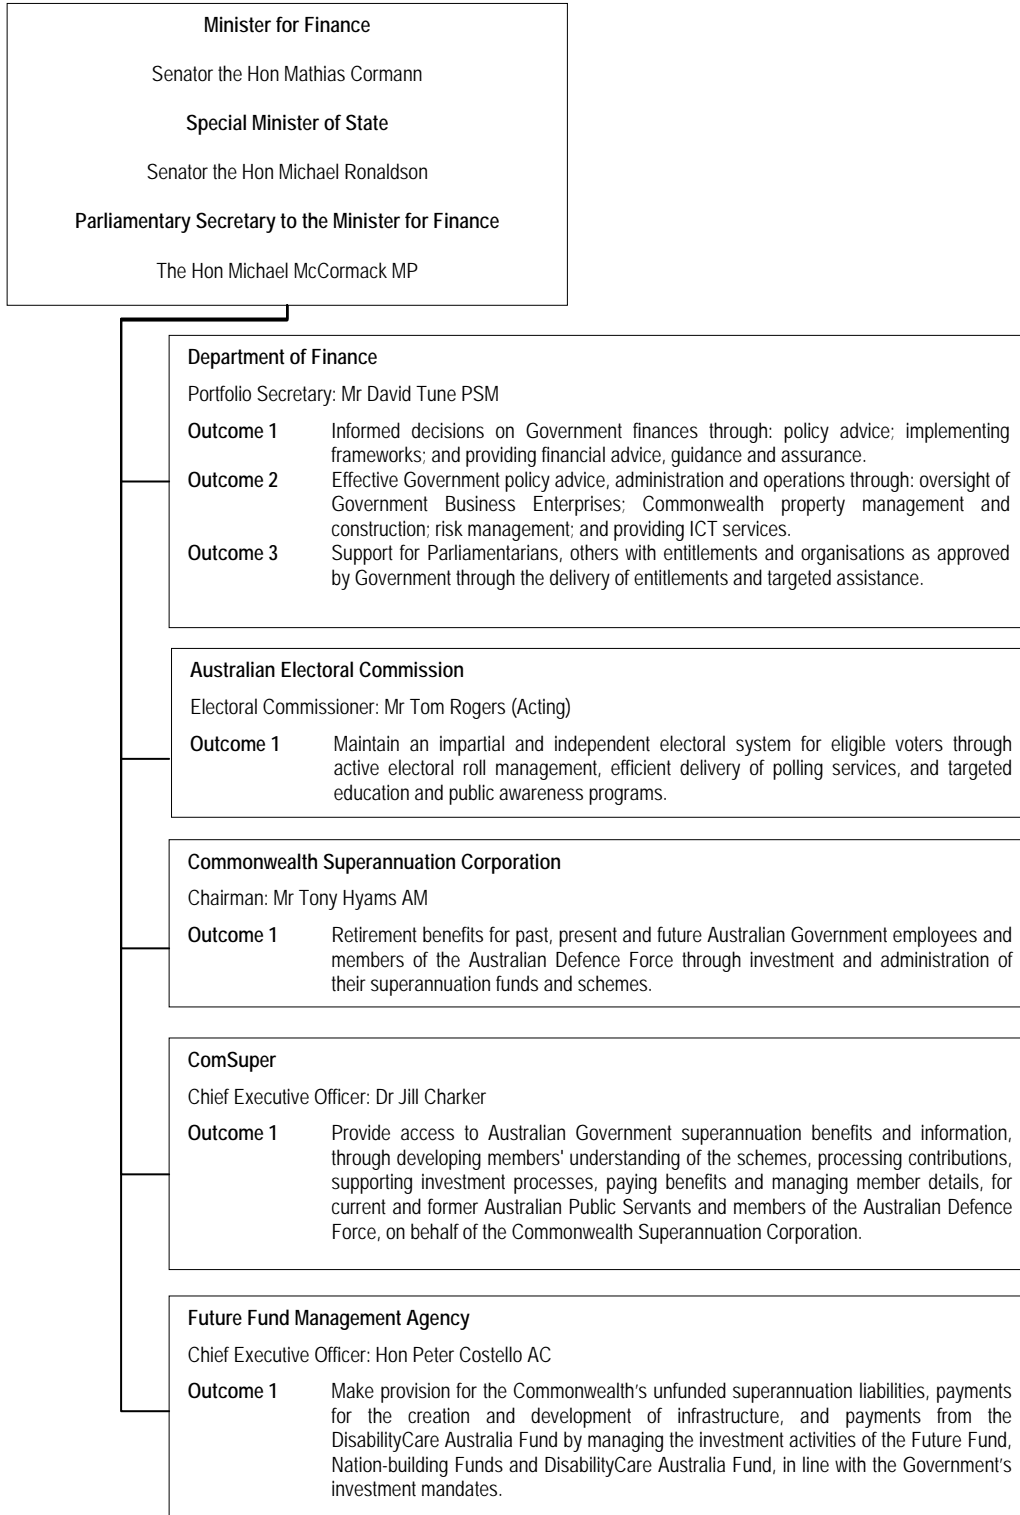 Minister for Finance
Senator the Hon Mathias Cormann
Special Minister of State
Senator the Hon Michael Ronaldson
Parliamentary Secretary to the Minister for Finance
The Hon Michael McCormack MP
Department of Finance
Portfolio Secretary: Mr David Tune PSM
Outcome 1 Informed decisions on Government finances through: policy advice; implementing
frameworks; and providing financial advice, guidance and assurance.
Outcome 2 Effective Government policy advice, administration and operations through: oversight of
Government Business Enterprises; Commonwealth property management and
construction; risk management; and providing ICT services.
Outcome 3 Support for Parliamentarians, others with entitlements and organisations as approved
by Government through the delivery of entitlements and targeted assistance.
Australian Electoral Commission
Electoral Commissioner: Mr Tom Rogers (Acting)
Outcome 1 Maintain an impartial and independent electoral system for eligible voters through
active electoral roll management, efficient delivery of polling services, and targeted
education and public awareness programs.
Commonwealth Superannuation Corporation
Chairman: Mr Tony Hyams AM
Outcome 1 Retirement benefits for past, present and future Australian Government employees and
members of the Australian Defence Force through investment and administration of
their superannuation funds and schemes.
ComSuper
Chief Executive Officer: Dr Jill Charker
Outcome 1 Provide access to Australian Government superannuation benefits and information,
through developing members' understanding of the schemes, processing contributions,
supporting investment processes, paying benefits and managing member details, for
current and former Australian Public Servants and members of the Australian Defence
Force, on behalf of the Commonwealth Superannuation Corporation.
Future Fund Management Agency
Chief Executive Officer: Hon Peter Costello AC
Outcome 1 Make provision for the Commonwealth's unfunded superannuation liabilities, payments
for the creation and development of infrastructure, and payments from the
DisabilityCare Australia Fund by managing the investment activities of the Future Fund,
Nation-building Funds and DisabilityCare Australia Fund, in line with the Government's
investment mandates.